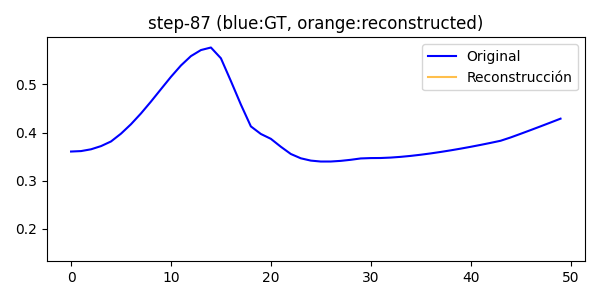 step-87 (blue:GT, orange:reconstructed)
Original
Reconstrucción
0.5
0.4
0.3
0.2
0 10 20 30 40 50